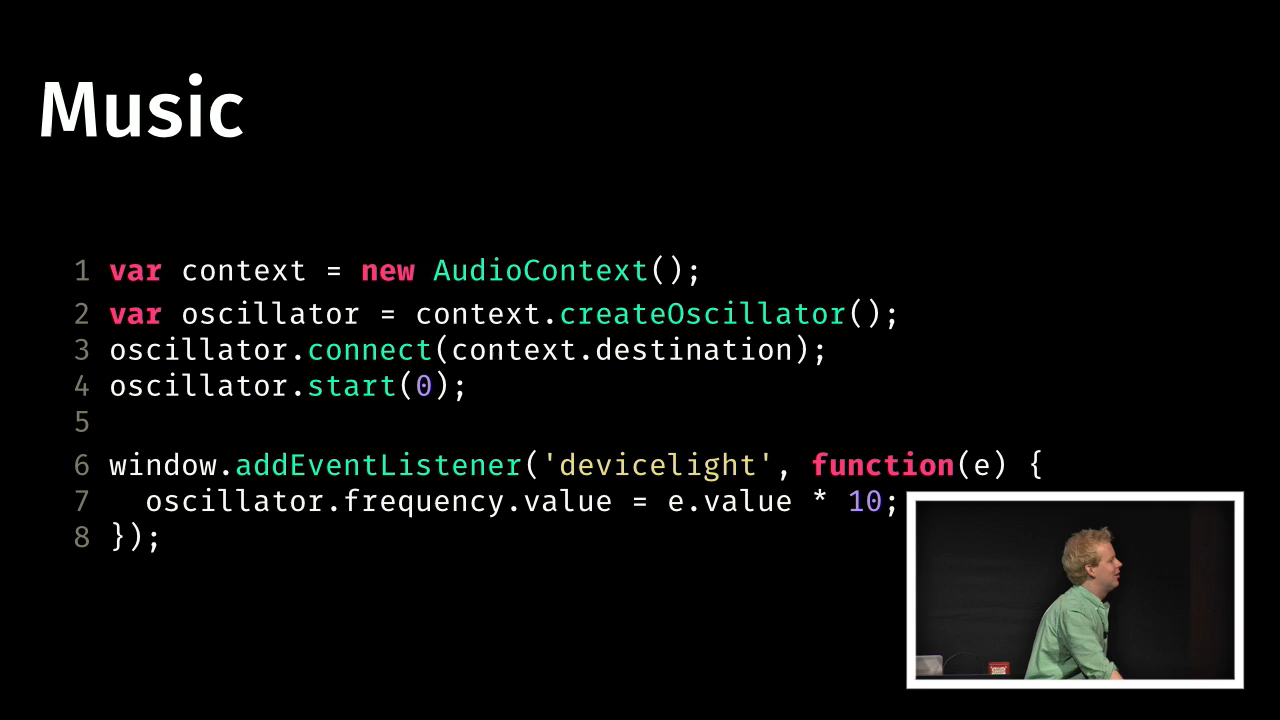 Music
1 var context = new AudioContext();
2 var oscillator = context.createOscillator();
3 oscillator.connect(context.destination);
4 oscillator.start(0);
5
6 window.addEventListener('devicelight', function(e) {
7   oscillator.frequency.value = e.value * 10;
8 });